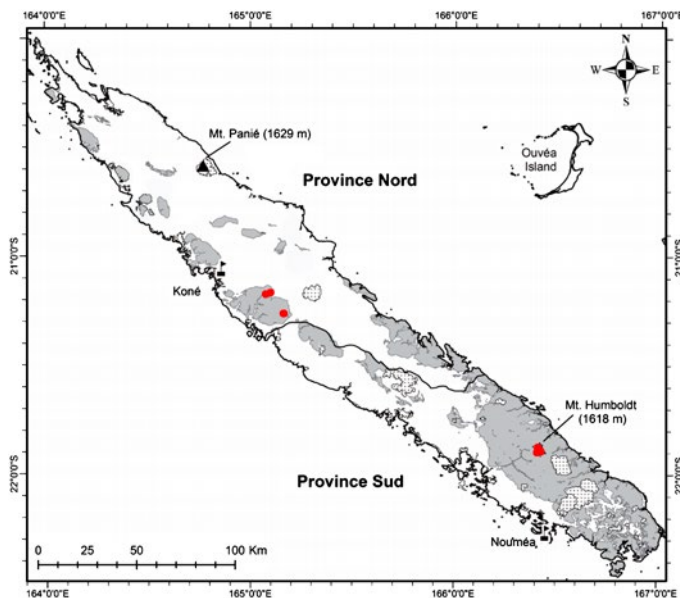 164°0'0"E 165°0'0"E 166°0'0"E 167°0'0"E
N
W E
S
Mt. Panié (1629 m)
Ouvéa
Island
Province Nord
21°0'0"S 21°0'0"S
Koné
Mt. Humboldt
(1618 m)
22°0'0"S 22°0'0"S
Province Sud
Nouméa
0 25 50 100 Km
164°0'0"E 165°0'0"E 166°0'0"E 167°0'0"E